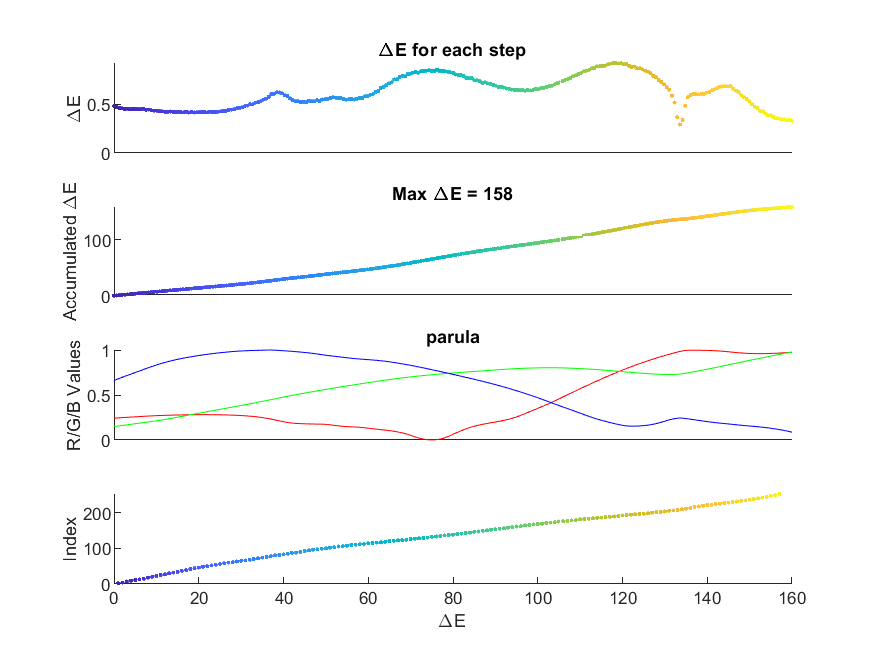 ΔE for each step
ΔE
0.5
0
Max ΔE = 158
Accumulated ΔE
100
0
parula
R/G/B Values
1
0.5
0
Index
200
100
0
0 20 40 60 80 100 120 140 160
ΔE